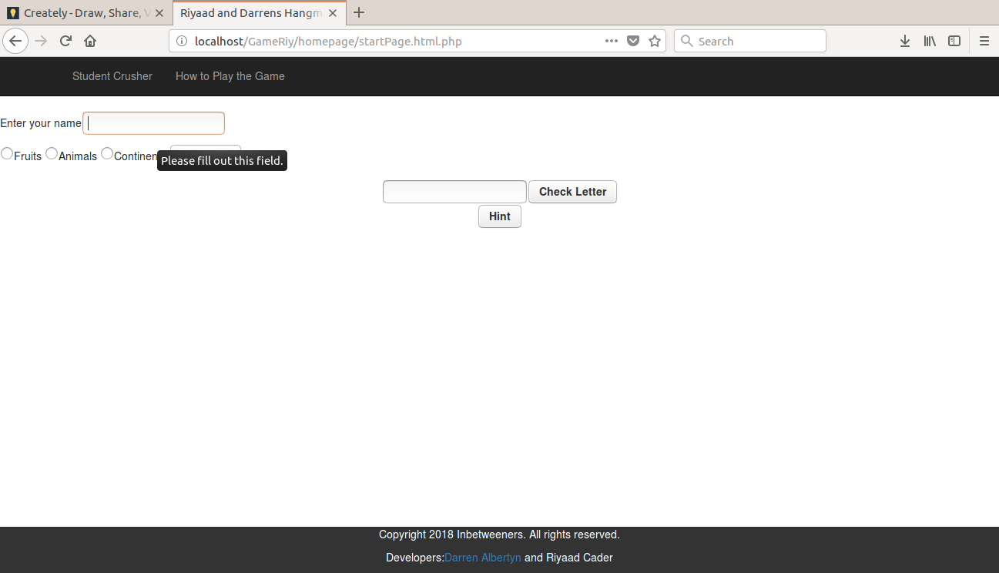 Creately - Draw, Share, V
Riyaad and Darrens Hangm
localhost/GameRiy/homepage/startPage.html.php
Search
Student Crusher How to Play the Game
Enter your name
Fruits Animals Continen
Please fill out this field.
Check Letter
Hint
Copyright 2018 Inbetweeners. All rights reserved.
Developers:Darren Albertyn and Riyaad Cader